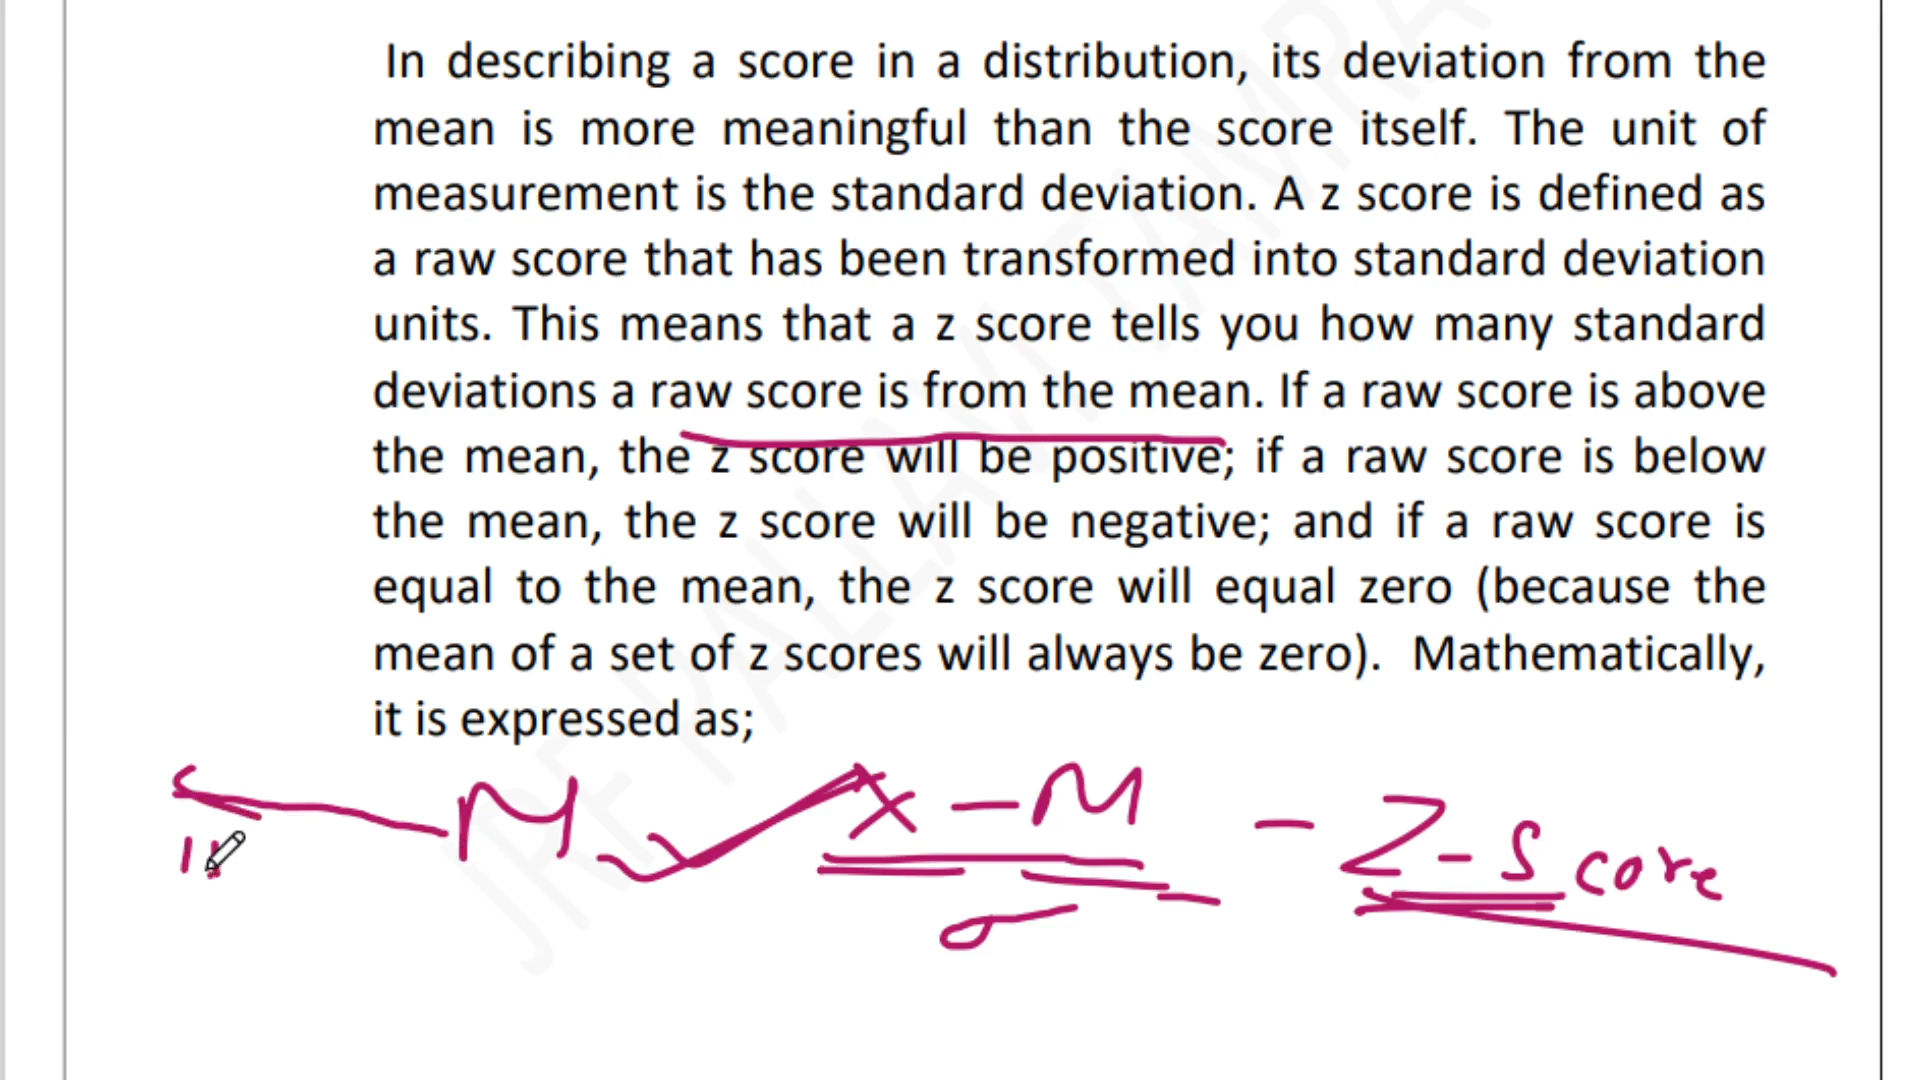 In describing a score in a distribution, its deviation from the
mean is more meaningful than the score itself. The unit of
measurement is the standard deviation. A z score is defined as
a raw score that has been transformed into standard deviation
units. This means that a z score tells you how many standard
deviations a raw score is from the mean. If a raw score is above
the mean, the z score will be positive; if a raw score is below
the mean, the z score will be negative; and if a raw score is
equal to the mean, the z score will equal zero (because the
mean of a set of z scores will always be zero). Mathematically,
it is expressed as;
M x - M - Z - Score
σ